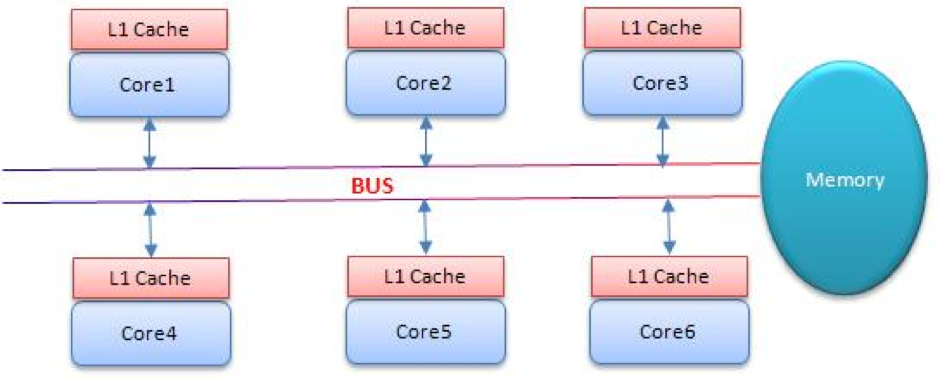 L1 Cache
Core1
L1 Cache
Core2
L1 Cache
Core3
BUS
Memory
L1 Cache
Core4
L1 Cache
Core5
L1 Cache
Core6